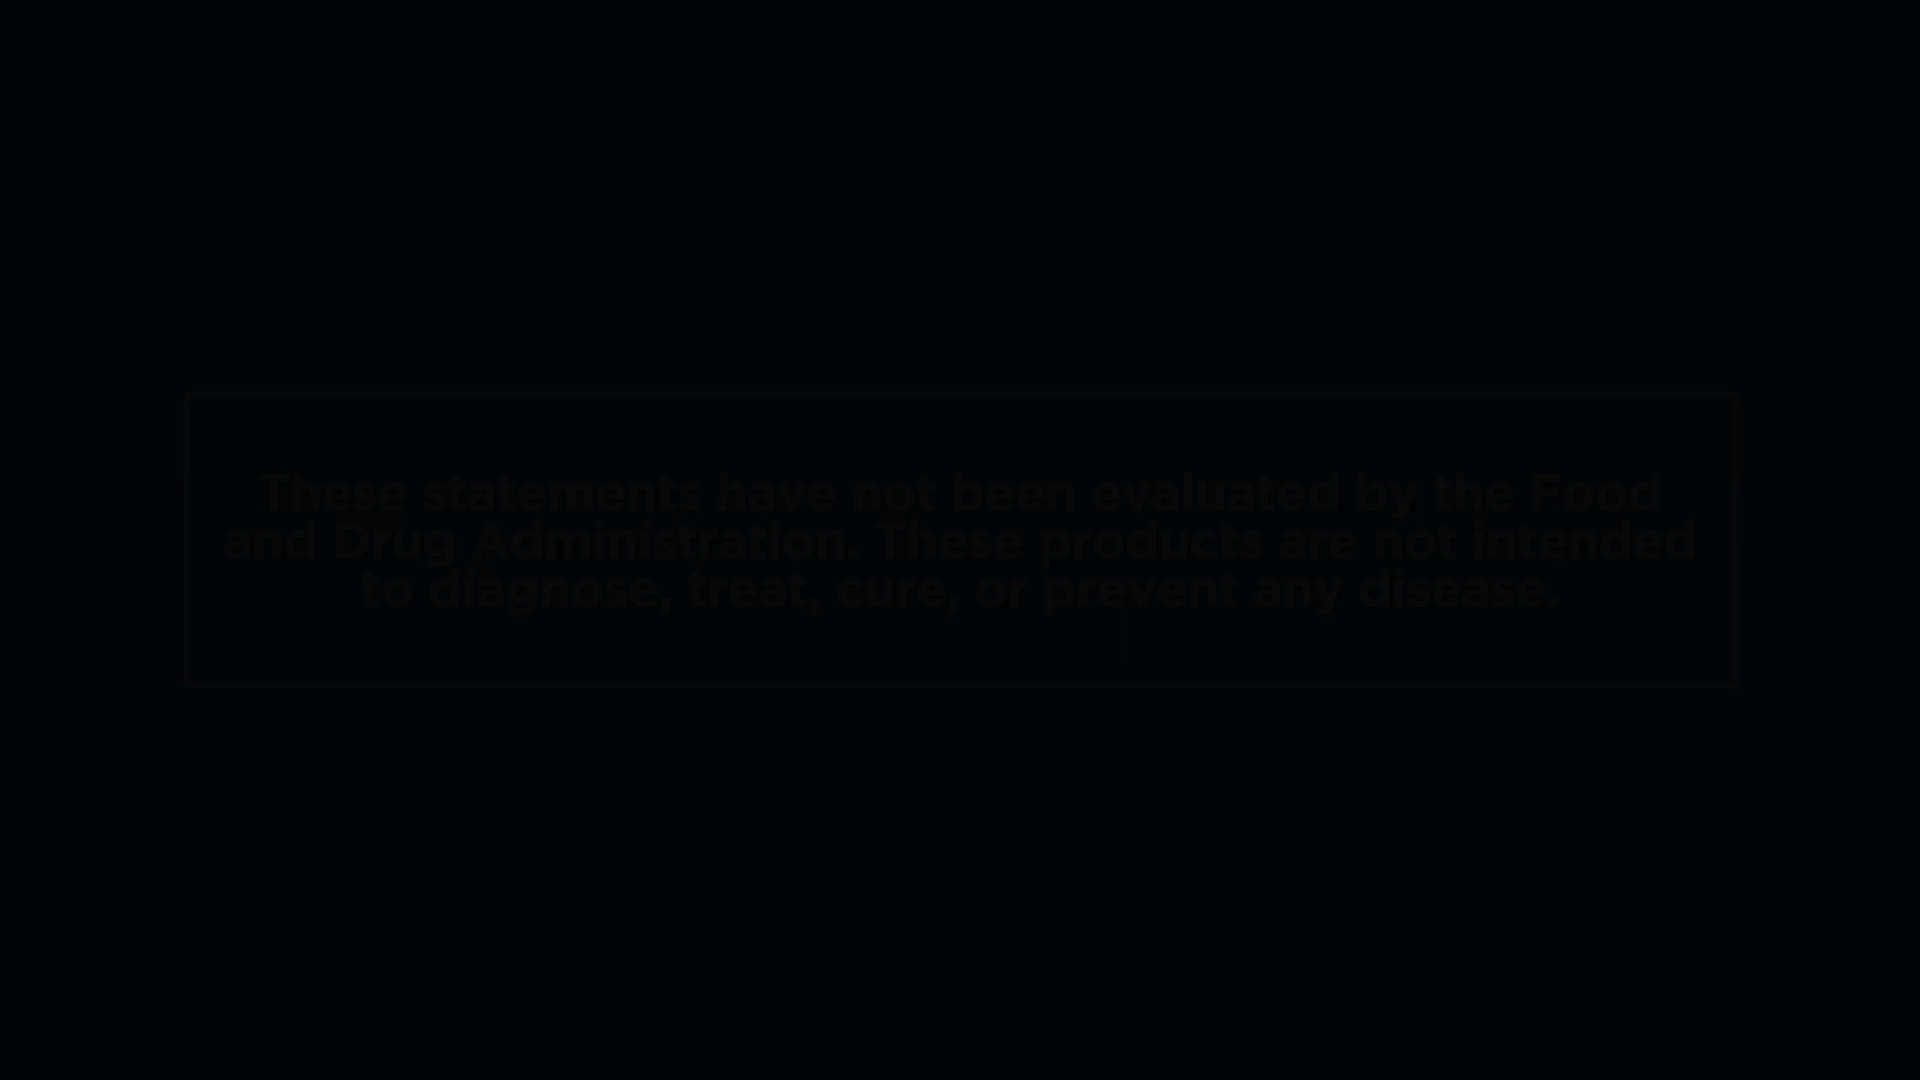 These statements have not been evaluated by the Food
and Drug Administration. These products are not intended
to diagnose, treat, cure, or prevent any disease.